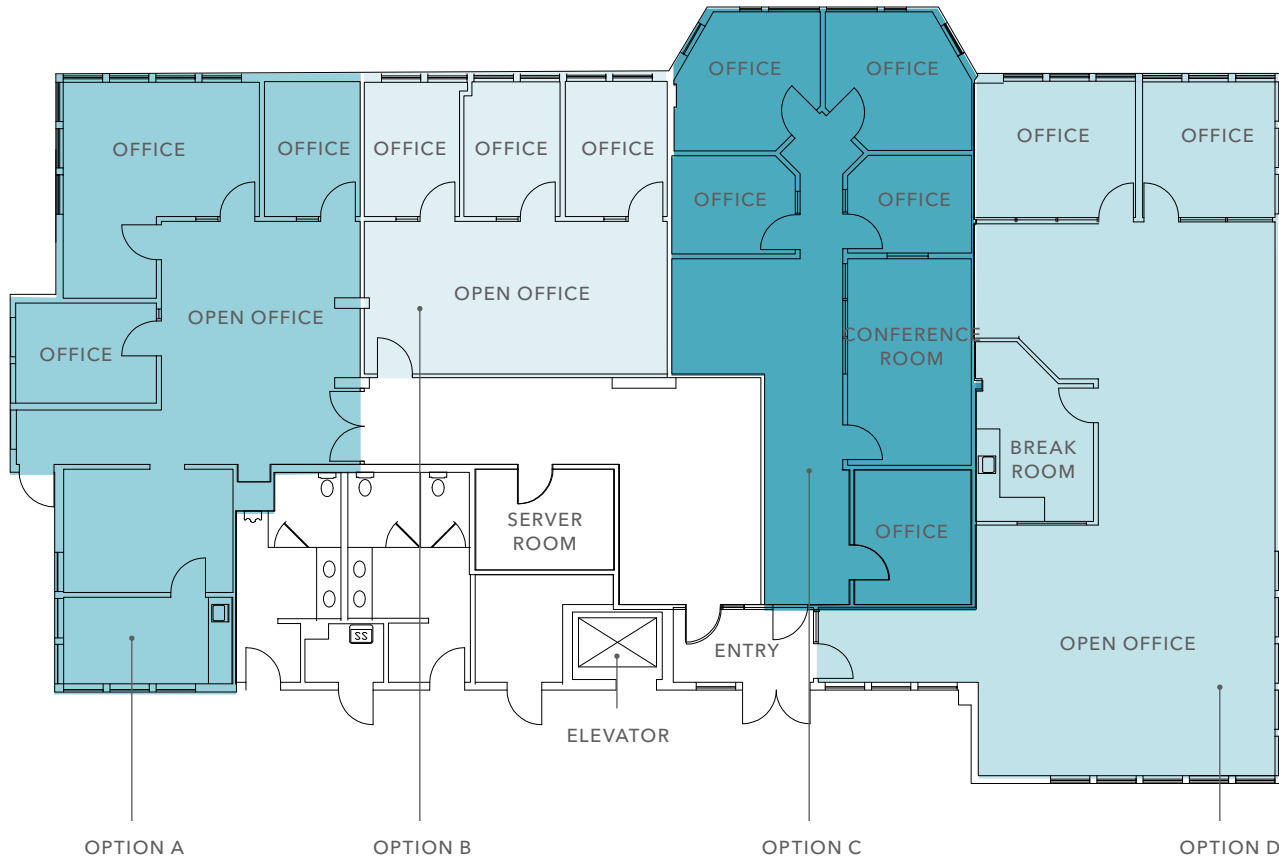 OFFICE
OFFICE
OFFICE
OFFICE
OFFICE
OFFICE
OFFICE
OFFICE
OFFICE
OFFICE
OFFICE
OFFICE
OPEN OFFICE
OPEN OFFICE
CONFERENCE
ROOM
OFFICE
BREAK
ROOM
SERVER
ROOM
OFFICE
SS
ENTRY
OPEN OFFICE
ELEVATOR
OPTION A
OPTION B
OPTION C
OPTION D